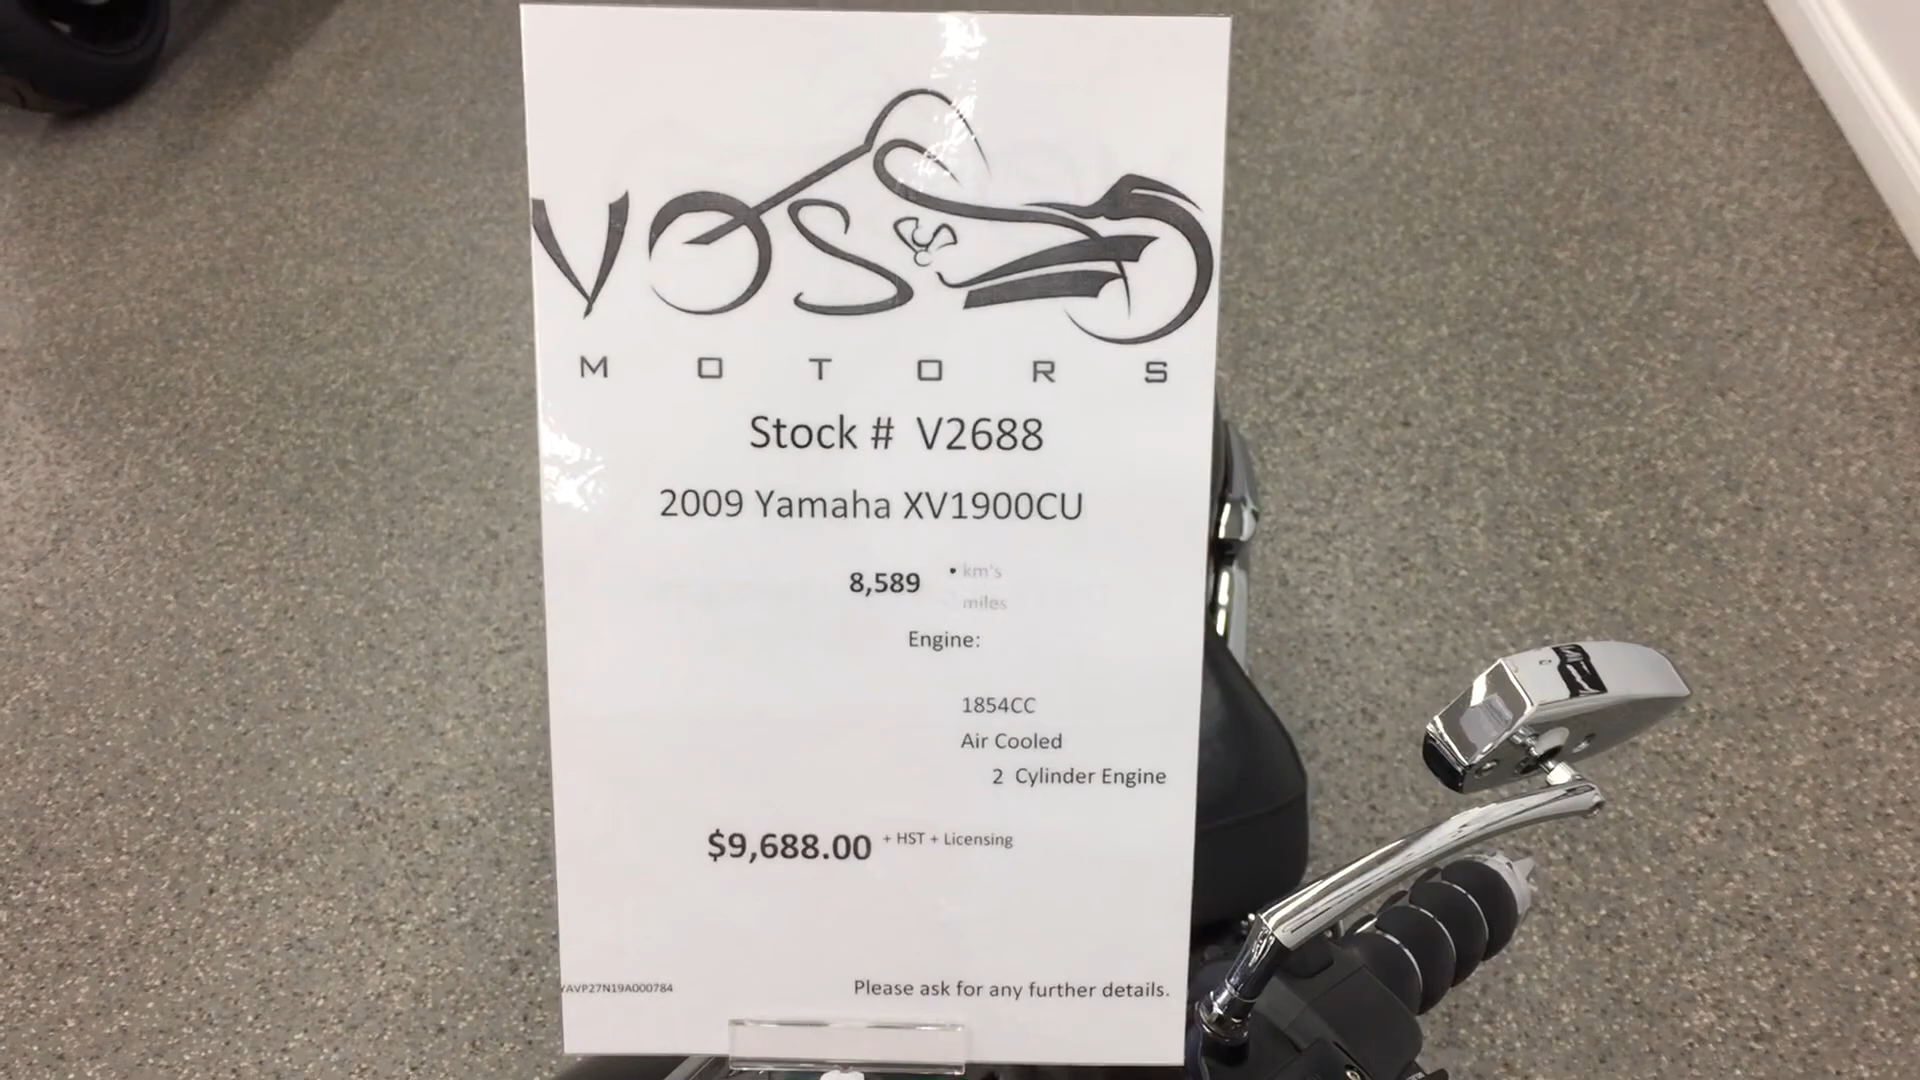 VOS
MOTORS
Stock # V2688
2009 Yamaha XV1900CU
8,589 • km's
miles
Engine:
1854CC
Air Cooled
2 Cylinder Engine
$9,688.00 + HST + Licensing
YAVP27N19A000784
Please ask for any further details.